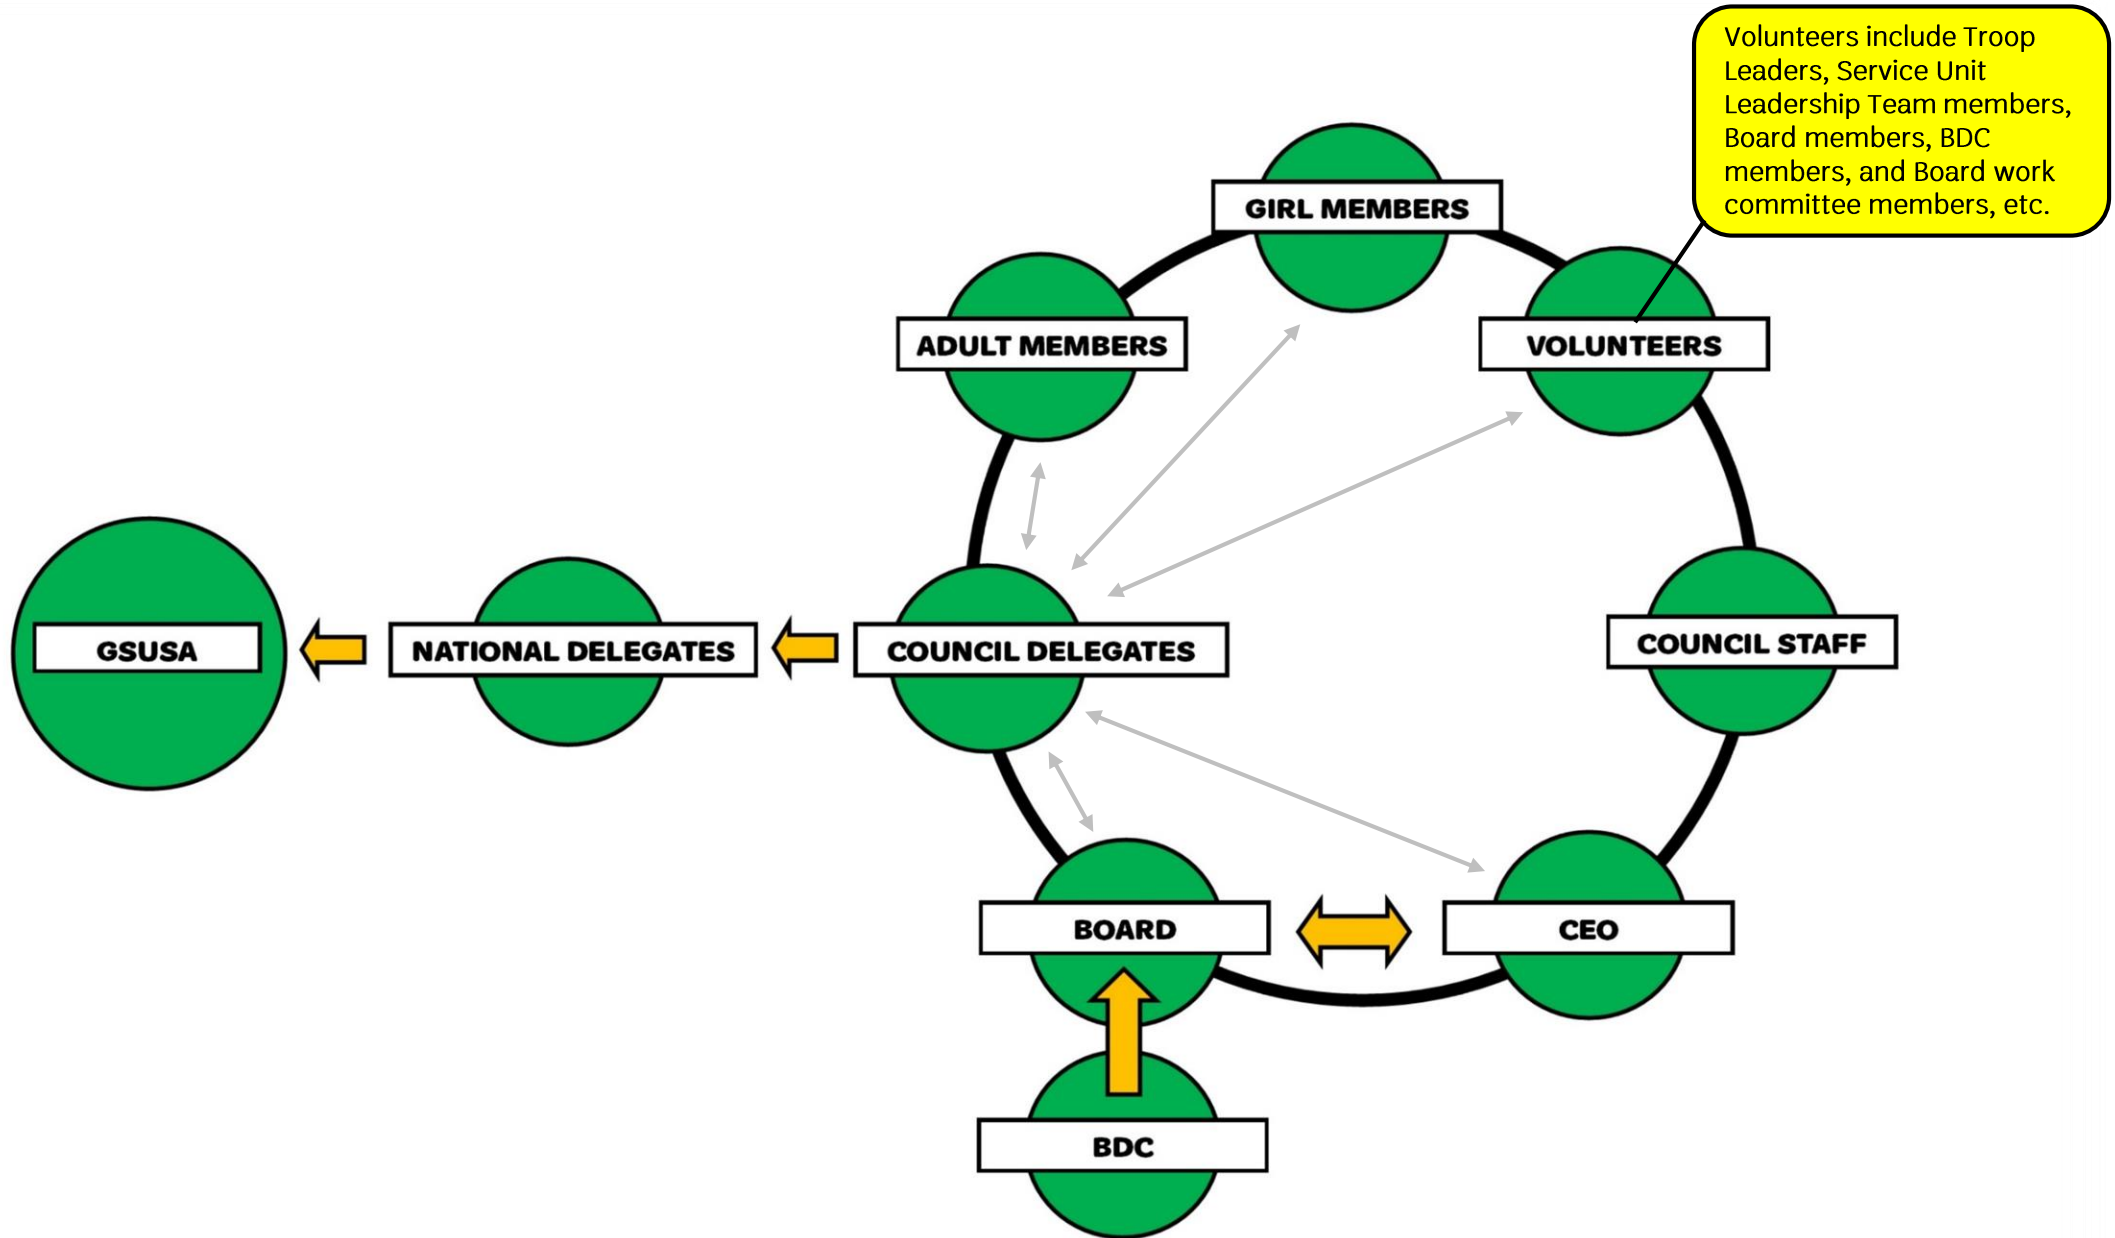 Volunteers include Troop
Leaders, Service Unit
Leadership Team members,
Board members, BDC
members, and Board work
committee members, etc.
GIRL MEMBERS
ADULT MEMBERS
VOLUNTEERS
GSUSA
NATIONAL DELEGATES
COUNCIL DELEGATES
COUNCIL STAFF
BOARD
CEO
BDC